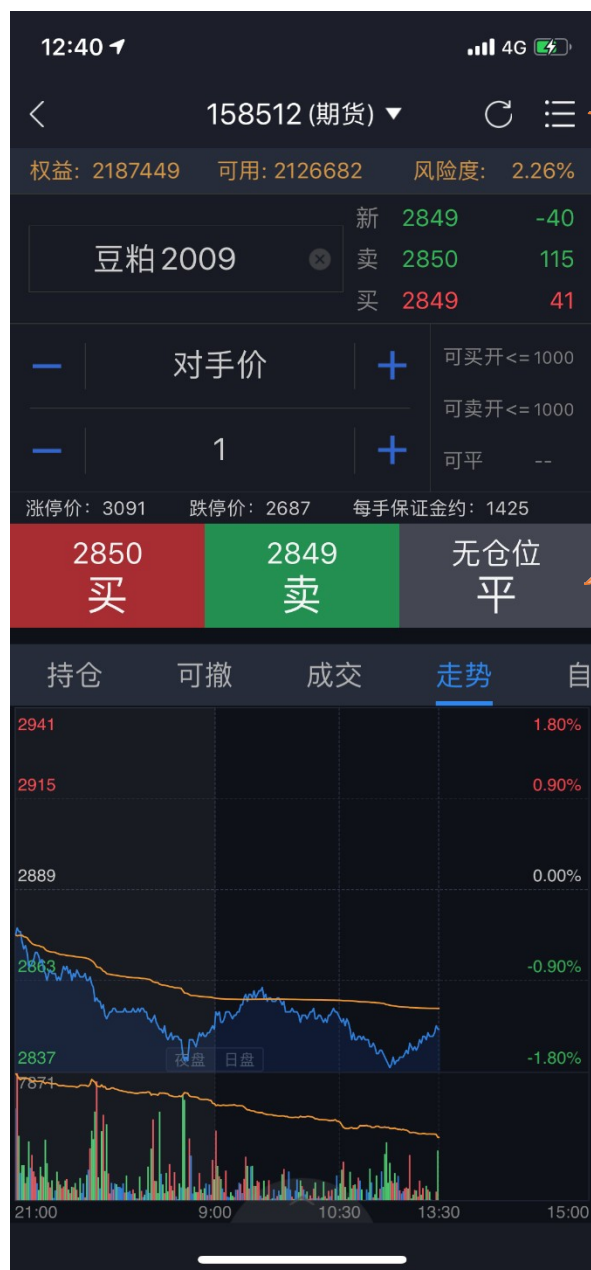 12:40 4G
158512 (期货) ▼
权益: 2187449 可用: 2126682 风险度: 2.26%
豆粕 2009
新 2849 -40
卖 2850 115
买 2849 41
对手价
可买开<=1000
可卖开<=1000
1
可平 --
涨停价: 3091 跌停价: 2687 每手保证金约: 1425
2850 2849 无仓位
买 卖 平
持仓 可撤 成交 走势 自
2941 1.80%
2915 0.90%
2889 0.00%
2863 -0.90%
2837 夜盘 日盘 -1.80%
7871
21:00 9:00 10:30 13:30 15:00